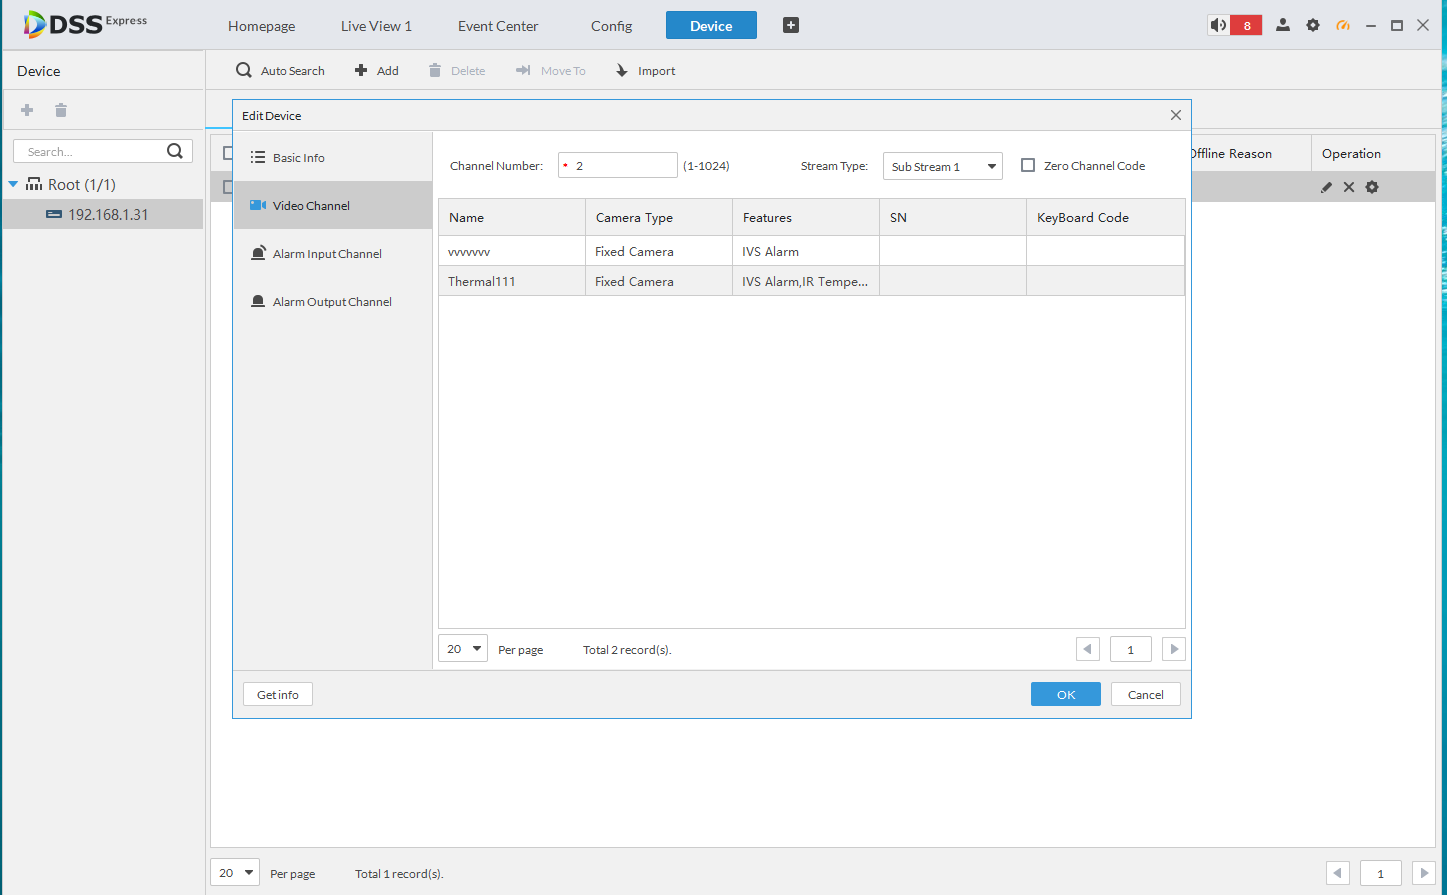 DSS Express
Homepage Live View 1 Event Center Config Device 8
Device
Auto Search Add Delete Move To Import
Search...
Root (1/1)
192.168.1.31
Offline Reason Operation
Edit Device
Basic Info
Video Channel
Alarm Input Channel
Alarm Output Channel
Channel Number: * 2 (1-1024) Stream Type: Sub Stream 1 Zero Channel Code
Name Camera Type Features SN KeyBoard Code
vvvvvvv Fixed Camera IVS Alarm
Thermal111 Fixed Camera IVS Alarm,IR Tempe...
20 Per page Total 2 record(s). 1
Get info OK Cancel
20 Per page Total 1 record(s). 1